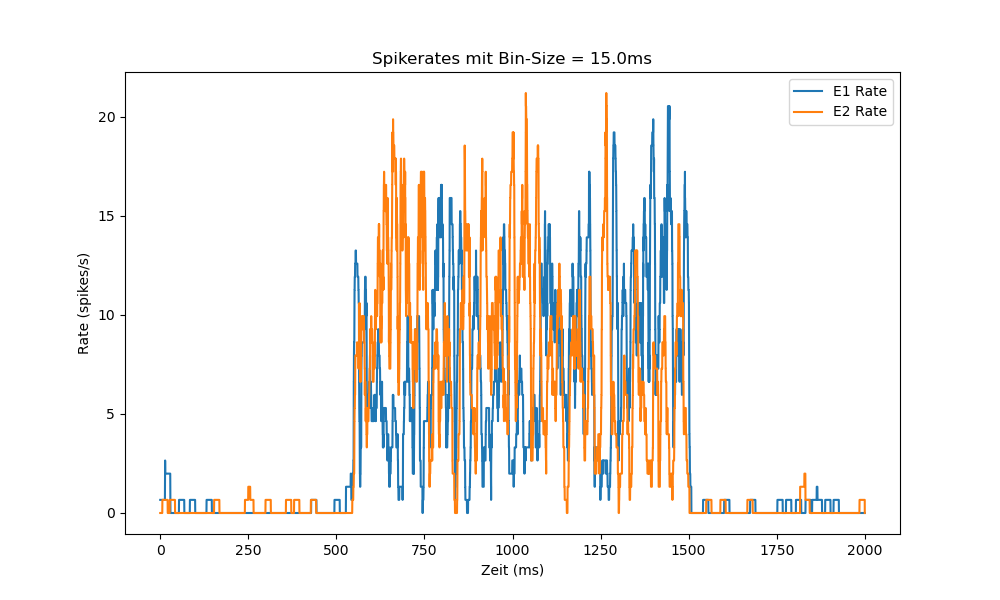 Spikerates mit Bin-Size = 15.0ms
E1 Rate
E2 Rate
Rate (spikes/s)
20
15
10
5
0
0 250 500 750 1000 1250 1500 1750 2000
Zeit (ms)